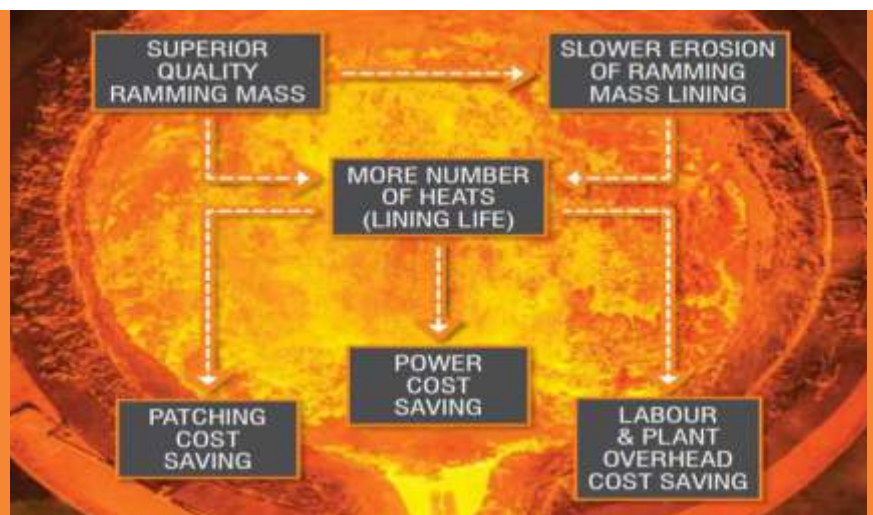 SUPERIOR
QUALITY
RAMMING MASS
SLOWER EROSION
OF RAMMING
MASS LINING
MORE NUMBER
OF HEATS
(LINING LIFE)
POWER
COST
SAVING
PATCHING
COST
SAVING
LABOUR
& PLANT
OVERHEAD
COST SAVING